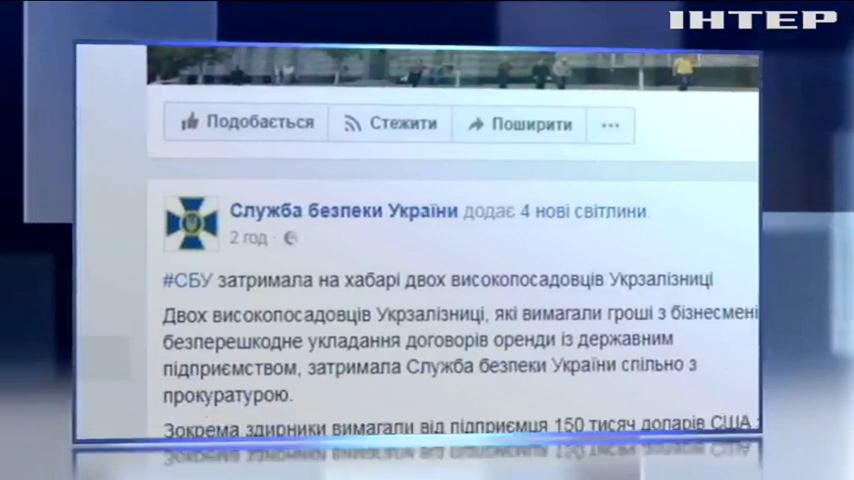 ІНТЕР
Подобається
Стежити
Поширити
Служба безпеки України додає 4 нові світлини.
2 год ·
#СБУ затримала на хабарі двох високопосадовців Укрзалізниці
Двох високопосадовців Укрзалізниці, які вимагали гроші з бізнесмені
безперешкодне укладання договорів оренди із державним
підприємством, затримала Служба безпеки України спільно з
прокуратурою.
Зокрема здирники вимагали від підприємця 150 тисяч доларів США